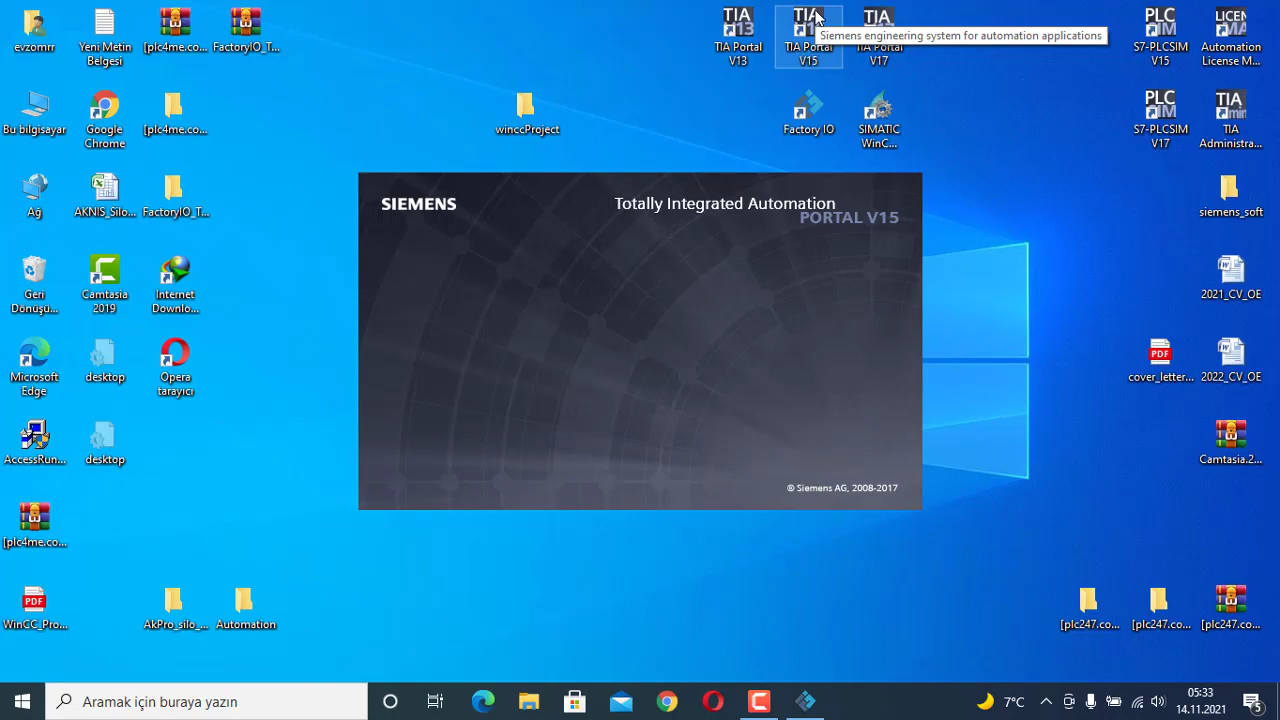 evzomrr
Yeni Metin
Belgesi
[plc4me.co...
FactoryIO_T...
TIA Portal
V13
TIA Portal
V15
TIA Portal
V17
Siemens engineering system for automation applications
S7-PLCSIM
V15
Automation
License M...
Bu bilgisayar
Google
Chrome
[plc4me.co...
winccProject
Factory IO
SIMATIC
WinC...
S7-PLCSIM
V17
TIA
Administra...
Ağ
AKNIS_Silo...
FactoryIO_T...
siemens_soft
SIEMENS
Totally Integrated Automation
PORTAL V15
© Siemens AG, 2008-2017
Geri
Dönüşü...
Camtasia
2019
Internet
Downlo...
2021_CV_OE
Microsoft
Edge
desktop
Opera
tarayıcı
PDF
cover_letter...
2022_CV_OE
AccessRun...
desktop
Camtasia.2...
[plc4me.co...
PDF
WinCC_Pro...
AkPro_silo_...
Automation
[plc247.co...
[plc247.co...
[plc247.co...
Aramak için buraya yazın
7°C
05:33
14.11.2021
5